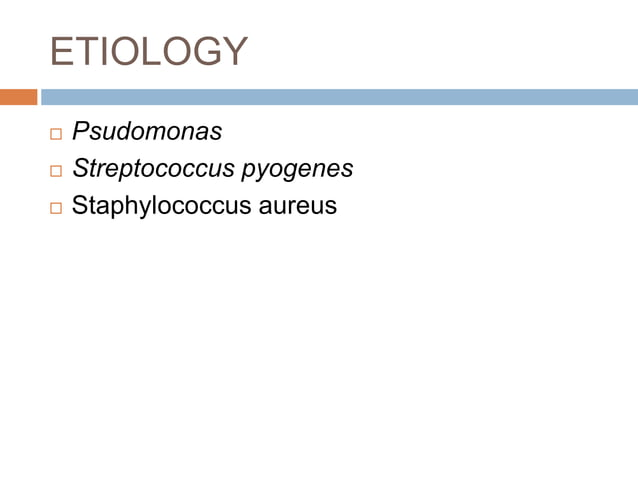 ETIOLOGY
Psudomonas
Streptococcus pyogenes
Staphylococcus aureus